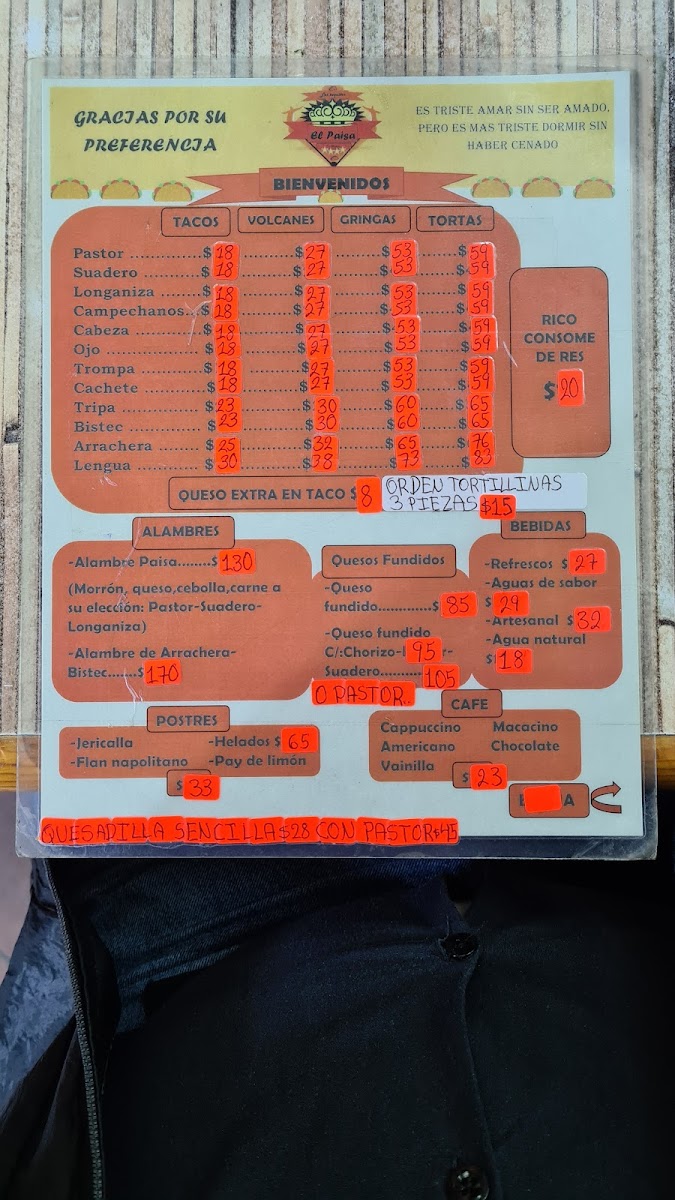 GRACIAS POR SU
PREFERENCIA
El Paisa
ES TRISTE AMAR SIN SER AMADO,
PERO ES MAS TRISTE DORMIR SIN
HABER CENADO
BIENVENIDOS
TACOS VOLCANES GRINGAS TORTAS
Pastor ..............$ 18 ............$ 27 .........$ 53 ......$ 59
Suadero ............$ 18 ............$ 27 .........$ 53 ......$ 59
Longaniza .........$ 18 ............$ 27 .........$ 53 ......$ 59
Campechanos...$ 18 ............$ 27 .........$ 53 ......$ 59
Cabeza .............$ 18 ............$ 27 .........$ 53 ......$ 59
Ojo ...................$ 18 ............$ 27 .........$ 53 ......$ 59
Trompa .............$ 18 ............$ 27 .........$ 53 ......$ 59
Cachete .............$ 18 ............$ 27 .........$ 53 ......$ 59
Tripa .................$ 23 ............$ 30 .........$ 60 ......$ 65
Bistec ................$ 23 ............$ 30 .........$ 60 ......$ 65
Arrachera .........$ 25 ............$ 32 .........$ 65 ......$ 76
Lengua ..............$ 30 ............$ 38 .........$ 73 ......$ 83
RICO
CONSOME
DE RES
$ 20
QUESO EXTRA EN TACO $ 8
ORDEN TORTILLINAS
3 PIEZAS $15
ALAMBRES
-Alambre Paisa........$ 130
(Morrón, queso,cebolla,carne a
su elección: Pastor-Suadero-
Longaniza)
-Alambre de Arrachera-
Bistec.......$ 170
Quesos Fundidos
-Queso
fundido.............$ 85
-Queso fundido
C/:Chorizo- 95 r-
Suadero.......... 105
O PASTOR..
BEBIDAS
-Refrescos $ 27
-Aguas de sabor
$ 29
-Artesanal $ 32
-Agua natural
$ 18
POSTRES
-Jericalla -Helados $ 65
-Flan napolitano -Pay de limón
$ 33
CAFE
Cappuccino Macacino
Americano Chocolate
Vainilla
$ 23
A
QUESADILLA SENCILLA $28 CON PASTOR $45